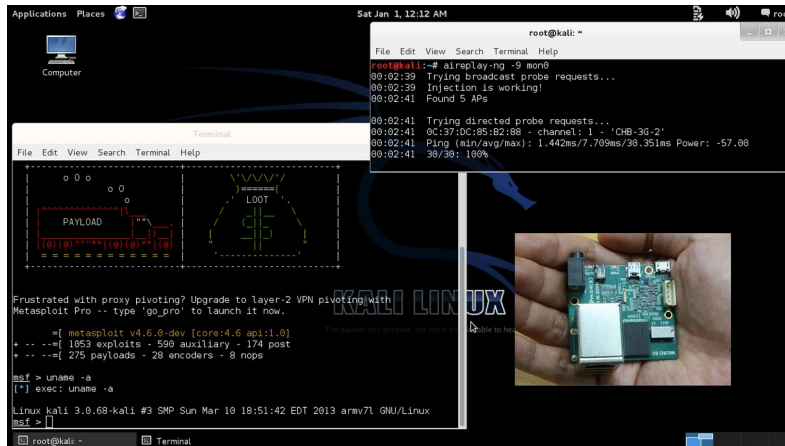 Applications Places
Sat Jan 1, 12:12 AM
Computer
root@kali: ~
File Edit View Search Terminal Help
root@kali:~# aireplay-ng -9 mon0
00:02:39 Trying broadcast probe requests...
00:02:39 Injection is working!
00:02:41 Found 5 APs
00:02:41 Trying directed probe requests...
00:02:41 0C:37:DC:85:B2:88 - channel: 1 - 'CHB-3G-2'
00:02:41 Ping (min/avg/max): 1.442ms/7.709ms/30.351ms Power: -57.00
00:02:41 30/30: 100%
Terminal
File Edit View Search Terminal Help
PAYLOAD
LOOT
Frustrated with proxy pivoting? Upgrade to layer-2 VPN pivoting with
Metasploit Pro -- type 'go_pro' to launch it now.
=[ metasploit v4.6.0-dev [core:4.6 api:1.0]
+ -- --=[ 1053 exploits - 590 auxiliary - 174 post
+ -- --=[ 275 payloads - 28 encoders - 8 nops
msf > uname -a
[*] exec: uname -a
Linux kali 3.0.68-kali #3 SMP Sun Mar 10 18:51:42 EDT 2013 armv7l GNU/Linux
msf >
KALI LINUX
MICRO SD
root@kali: ~
Terminal